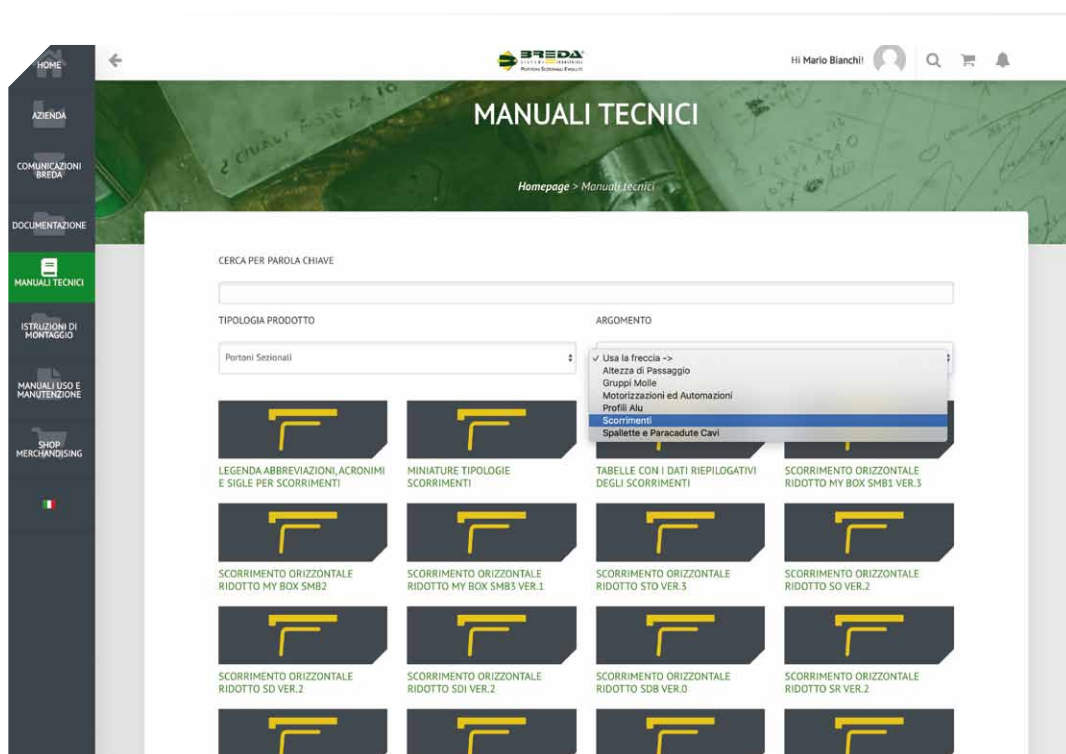 HOME
BREDA
Hi Mario Bianchi!
AZIENDA
COMUNICAZIONI
BREDA
DOCUMENTAZIONE
MANUALI TECNICI
ISTRUZIONI DI
MONTAGGIO
MANUALI USO E
MANUTENZIONE
SHOP
MERCHANDISING
MANUALI TECNICI
Homepage > Manuali tecnici
CERCA PER PAROLA CHIAVE
TIPOLOGIA PRODOTTO
ARGOMENTO
Portoni Sezionali
✓ Usa la freccia ->
Altezza di Passaggio
Gruppi Molle
Motorizzazioni ed Automazioni
Profili Alu
Scorrimenti
Spallette e Paracadute Cavi
LEGENDA ABBREVIAZIONI, ACRONIMI
E SIGLE PER SCORRIMENTI
MINIATURE TIPOLOGIE
SCORRIMENTI
TABELLE CON I DATI RIEPILOGATIVI
DEGLI SCORRIMENTI
SCORRIMENTO ORIZZONTALE
RIDOTTO MY BOX SMB1 VER.3
SCORRIMENTO ORIZZONTALE
RIDOTTO MY BOX SMB2
SCORRIMENTO ORIZZONTALE
RIDOTTO MY BOX SMB3 VER.1
SCORRIMENTO ORIZZONTALE
RIDOTTO STO VER.3
SCORRIMENTO ORIZZONTALE
RIDOTTO SO VER.2
SCORRIMENTO ORIZZONTALE
RIDOTTO SD VER.2
SCORRIMENTO ORIZZONTALE
RIDOTTO SDI VER.2
SCORRIMENTO ORIZZONTALE
RIDOTTO SDB VER.0
SCORRIMENTO ORIZZONTALE
RIDOTTO SR VER.2